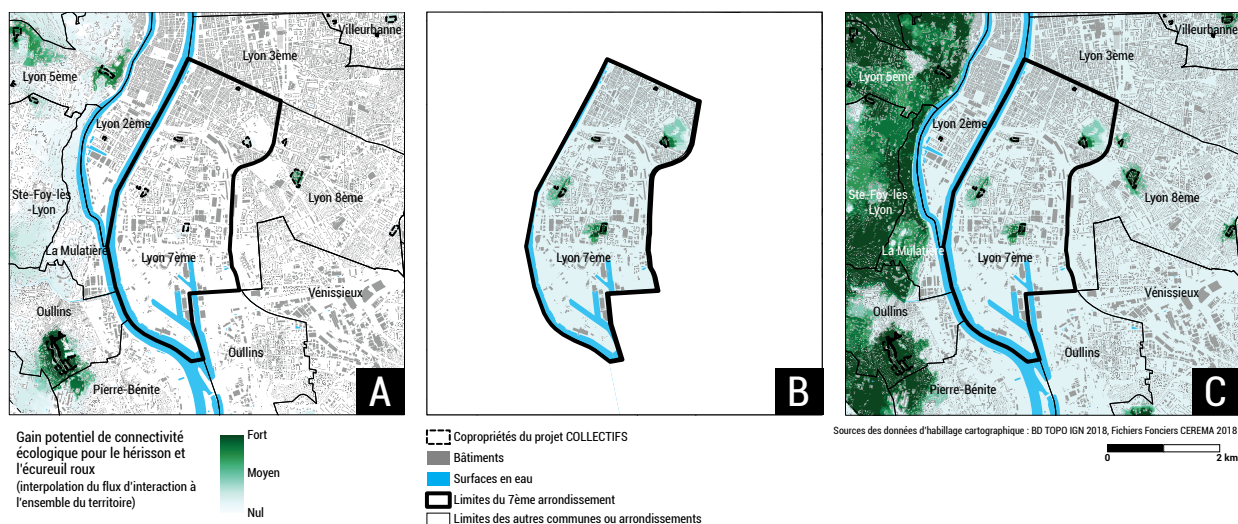 Villeurbanne
Lyon 3ème
Lyon 5ème
Lyon 2ème
Ste-Foy-lès
-Lyon
Lyon 8ème
La Mulatière
Lyon 7ème
Vénissieux
Oullins
Oullins
Pierre-Bénite
A
Lyon 7ème
B
Villeurbanne
Lyon 3ème
Lyon 5ème
Lyon 2ème
Ste-Foy-lès
-Lyon
Lyon 8ème
La Mulatière
Lyon 7ème
Vénissieux
Oullins
Oullins
Pierre-Bénite
C
Gain potentiel de connectivité
écologique pour le hérisson et
l'écureuil roux
(interpolation du flux d'interaction à
l'ensemble du territoire)
Fort
Moyen
Nul
Copropriétés du projet COLLECTIFS
Bâtiments
Surfaces en eau
Limites du 7ème arrondissement
Limites des autres communes ou arrondissements
Sources des données d'habillage cartographique : BD TOPO IGN 2018, Fichiers Fonciers CEREMA 2018
0 2 km